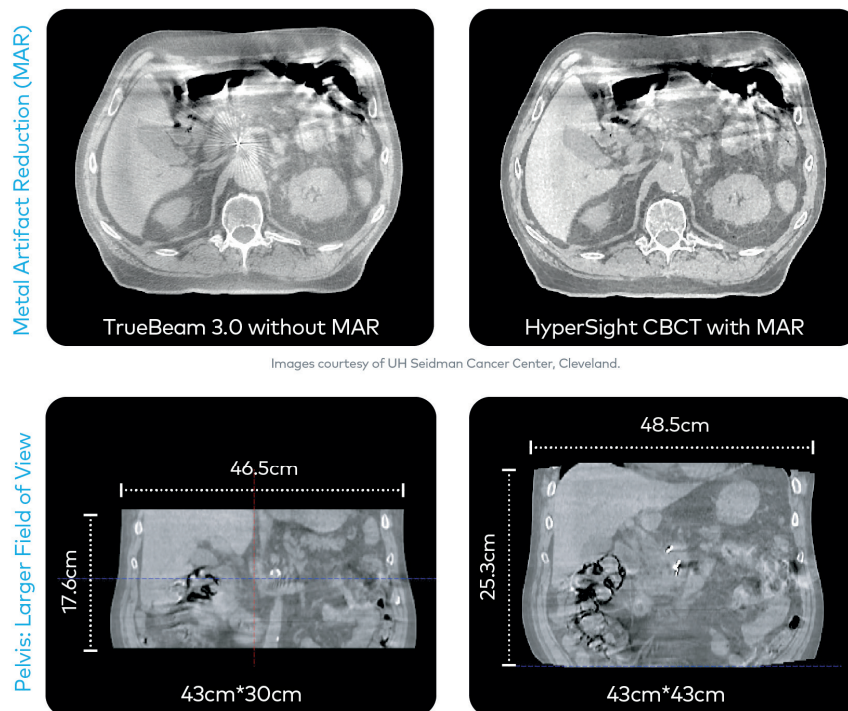 Metal Artifact Reduction (MAR)
TrueBeam 3.0 without MAR
HyperSight CBCT with MAR
Images courtesy of UH Seidman Cancer Center, Cleveland.
Pelvis: Larger Field of View
46.5cm
17.6cm
43cm*30cm
48.5cm
25.3cm
43cm*43cm